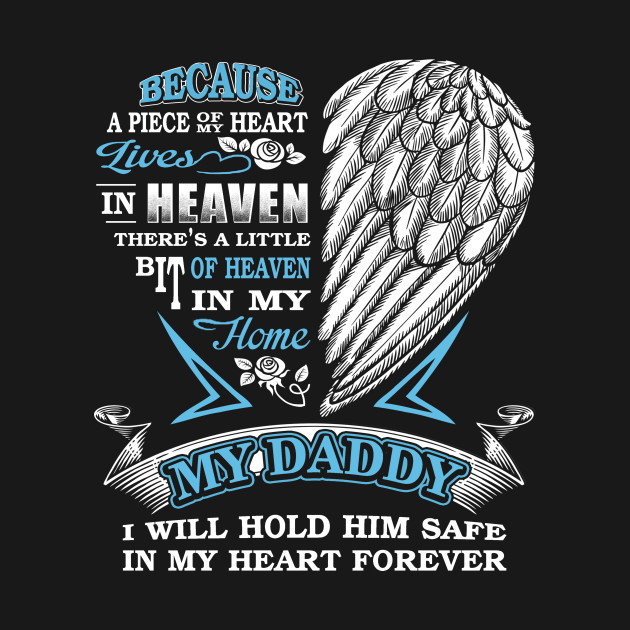 BECAUSE
A PIECE OF MY HEART
Lives
IN HEAVEN
THERE'S A LITTLE
BIT OF HEAVEN
IN MY
Home
MY DADDY
I WILL HOLD HIM SAFE
IN MY HEART FOREVER